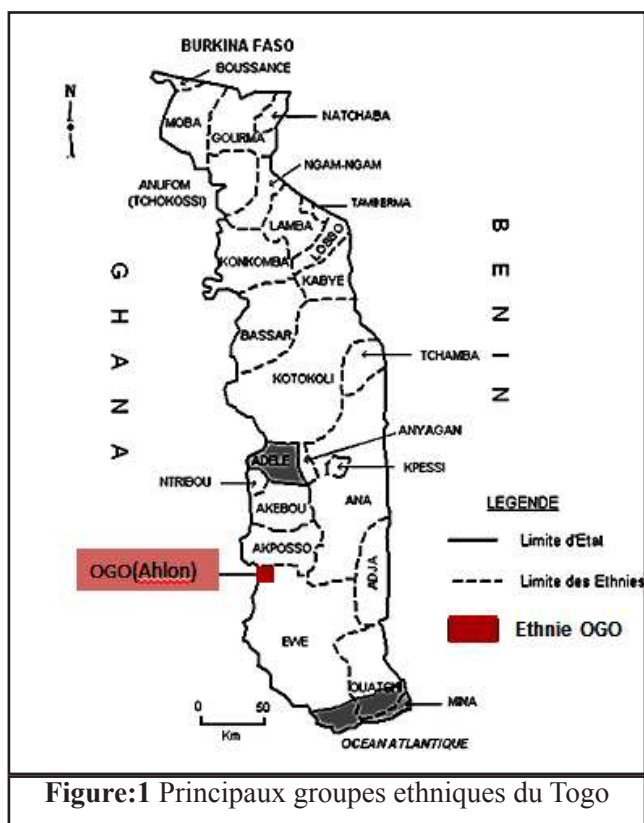 BURKINA FASO
BOUSSANCE
N
MOBA
NATCHABA
GOURMA
NGAM-NGAM
ANUFOM
(TCHOKOSSI)
TAMBERMA
LAMBA
LOSSO
KONKOMBA
KABYE
GHANA
BENIN
BASSAR
TCHAMBA
KOTOKOLI
ANYAGAN
ADELE
KPESSI
NTRIBOU
ANA
AKEBOU
LEGENDE
AKPOSSO
Limite d'Etat
OGO(Ahlon)
ADJA
Limite des Ethnies
Ethnie OGO
EWE
OUATCHI
MINA
0 50
Km
OCEAN ATLANTIQUE
Figure:1 Principaux groupes ethniques du Togo